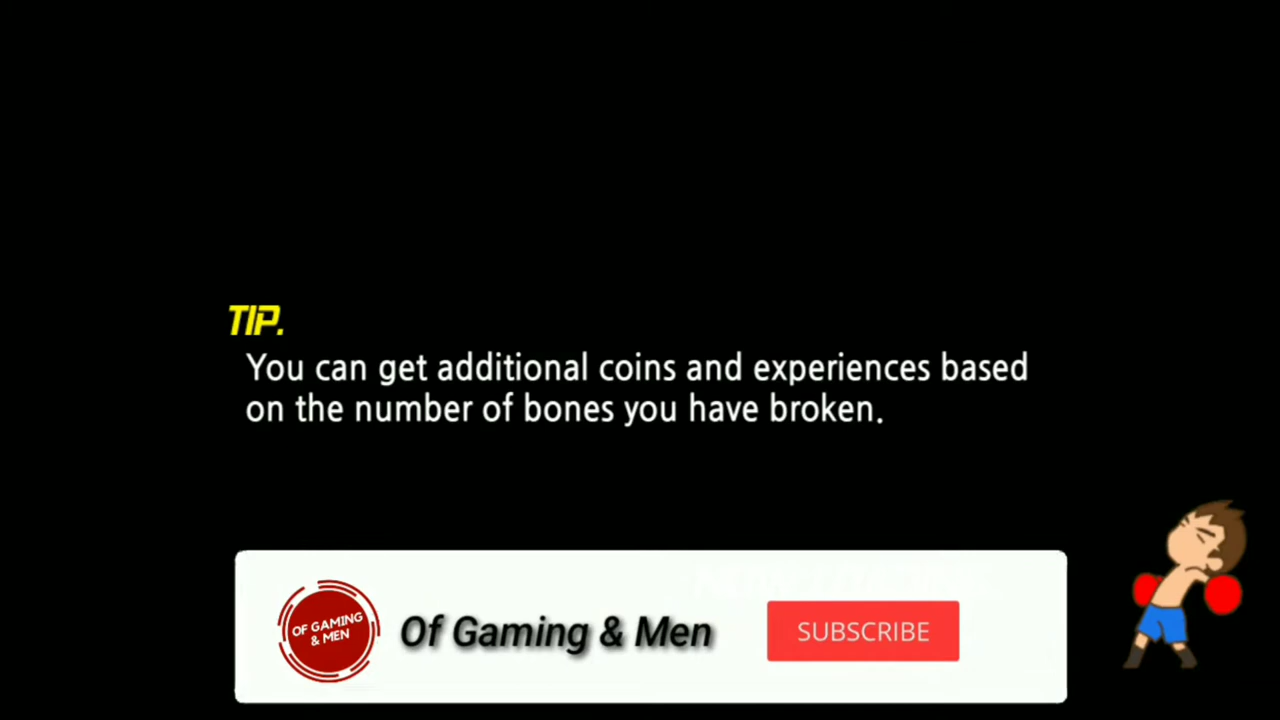 TIP.
You can get additional coins and experiences based
on the number of bones you have broken.
OF GAMING
& MEN
Of Gaming & Men
SUBSCRIBE